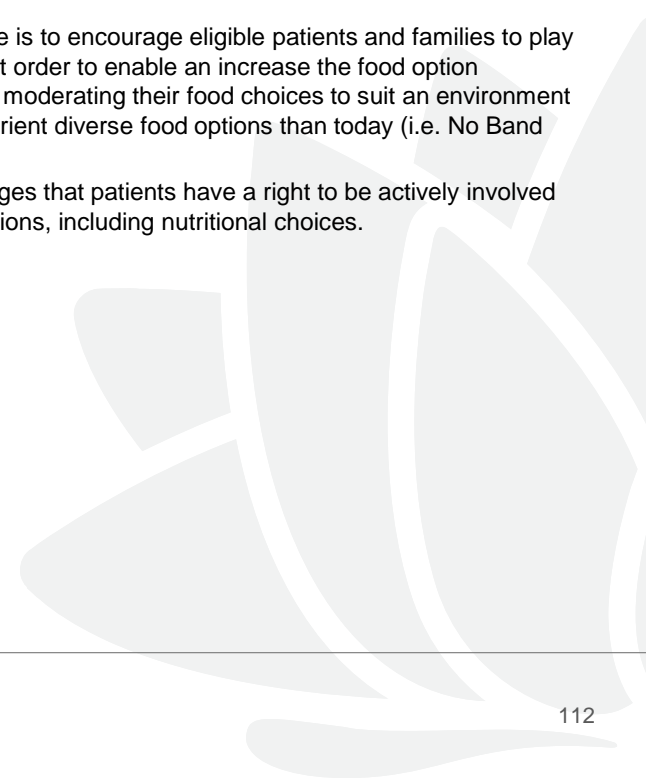 e is to encourage eligible patients and families to play
t order to enable an increase the food option
moderating their food choices to suit an environment
rient diverse food options than today (i.e. No Band
ges that patients have a right to be actively involved
ions, including nutritional choices.
112